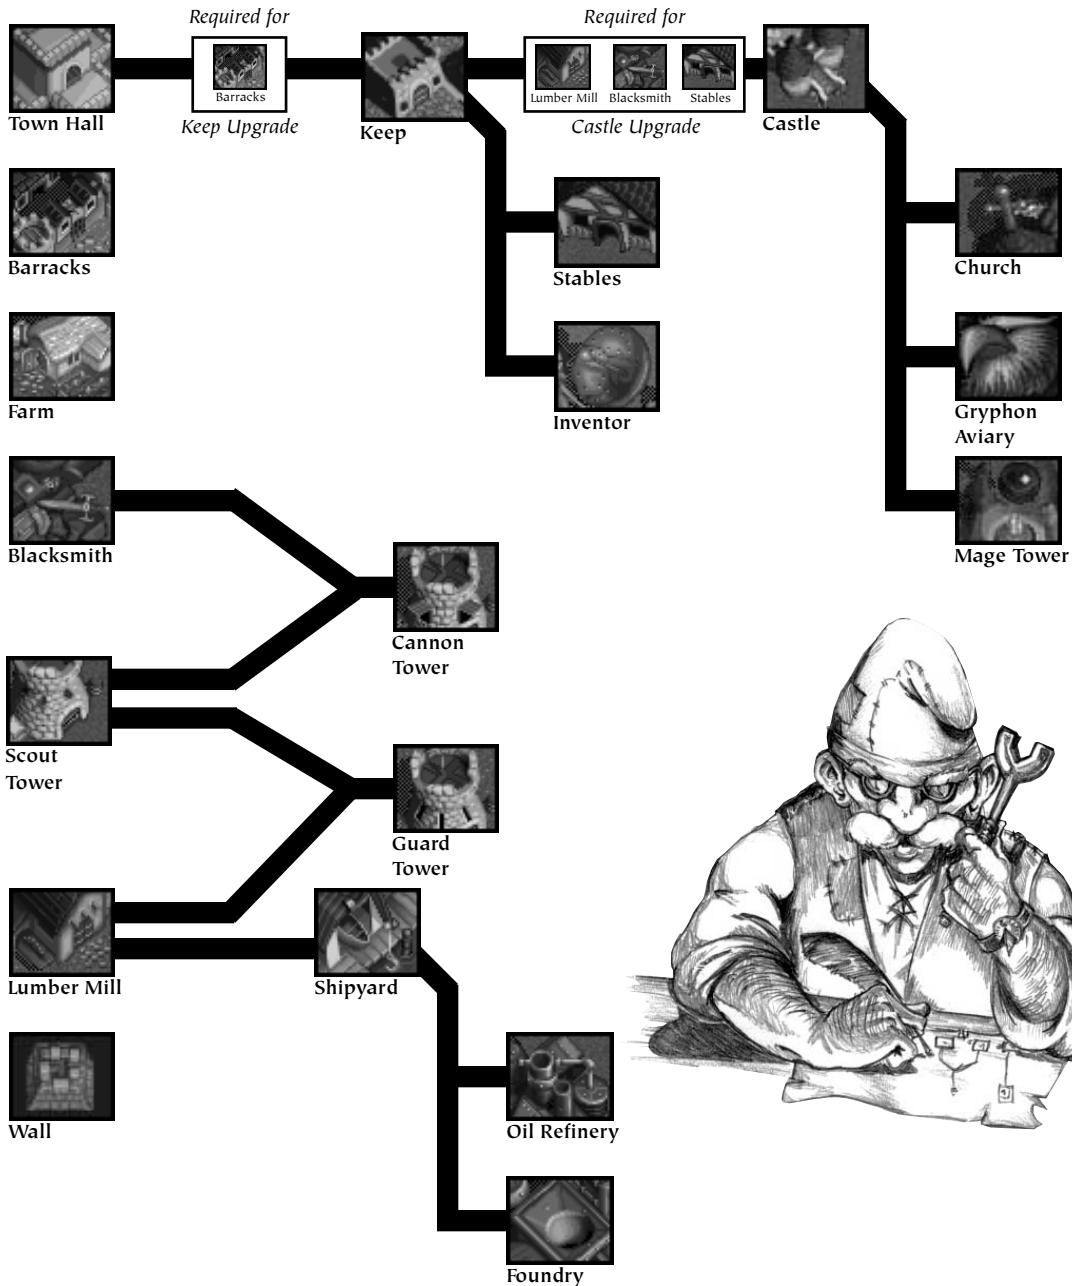 Required for
Required for
Barracks
Lumber Mill
Blacksmith
Stables
Town Hall
Keep Upgrade
Keep
Castle Upgrade
Castle
Barracks
Stables
Church
Farm
Inventor
Gryphon
Aviary
Blacksmith
Mage Tower
Cannon
Tower
Scout
Tower
Guard
Tower
Lumber Mill
Shipyard
Wall
Oil Refinery
Foundry